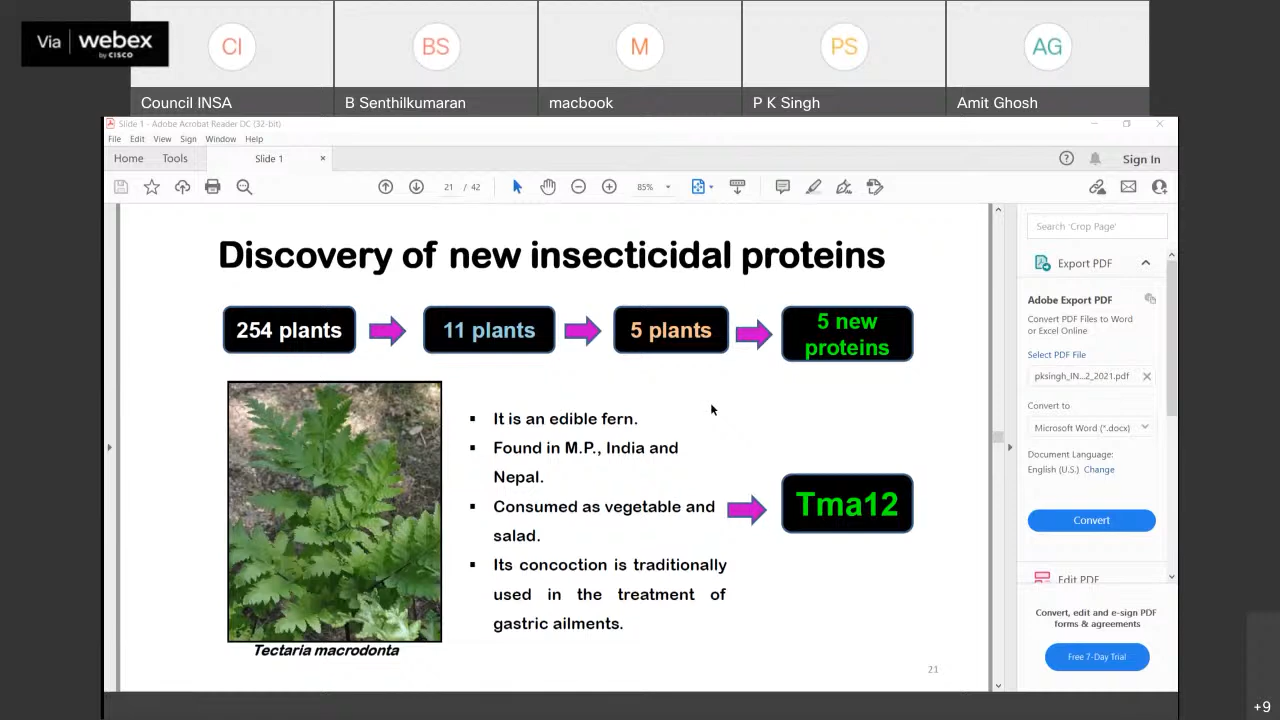 Via webex
by CISCO
CI
BS
M
PS
AG
Council INSA
B Senthilkumaran
macbook
P K Singh
Amit Ghosh
Slide 1 - Adobe Acrobat Reader DC (32-bit)
File Edit View Sign Window Help
Home Tools Slide 1 × Sign In
21 / 42 85%
Discovery of new insecticidal proteins
254 plants
11 plants
5 plants
5 new
proteins
It is an edible fern.
Found in M.P., India and
Nepal.
Consumed as vegetable and
salad.
Its concoction is traditionally
used in the treatment of
gastric ailments.
Tma12
Tectaria macrodonta
21
Search 'Crop Page'
Export PDF
Adobe Export PDF
Convert PDF Files to Word
or Excel Online
Select PDF File
pksingh_IN...2_2021.pdf
Convert to
Microsoft Word (*.docx)
Document Language:
English (U.S.) Change
Convert
Edit PDF
Convert, edit and e-sign PDF
forms & agreements
Free 7-Day Trial
+9